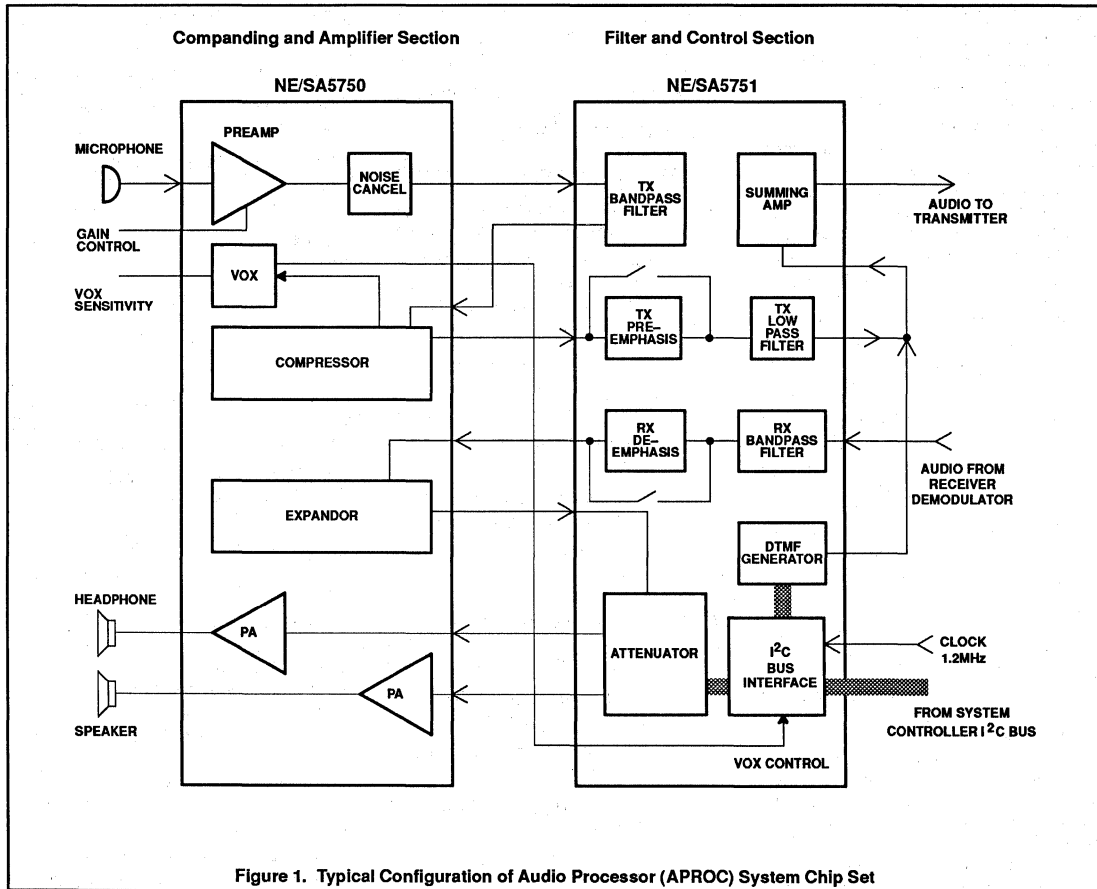 Companding and Amplifier Section
Filter and Control Section
NE/SA5750
NE/SA5751
MICROPHONE
PREAMP
NOISE
CANCEL
TX
BANDPASS
FILTER
SUMMING
AMP
AUDIO TO
TRANSMITTER
GAIN
CONTROL
VOX
VOX
SENSITIVITY
COMPRESSOR
TX
PRE–
EMPHASIS
TX
LOW
PASS
FILTER
EXPANDOR
RX
DE–
EMPHASIS
RX
BANDPASS
FILTER
AUDIO FROM
RECEIVER
DEMODULATOR
DTMF
GENERATOR
HEADPHONE
PA
ATTENUATOR
I²C
BUS
INTERFACE
CLOCK
1.2MHz
SPEAKER
PA
FROM SYSTEM
CONTROLLER I²C BUS
VOX CONTROL
Figure 1. Typical Configuration of Audio Processor (APROC) System Chip Set